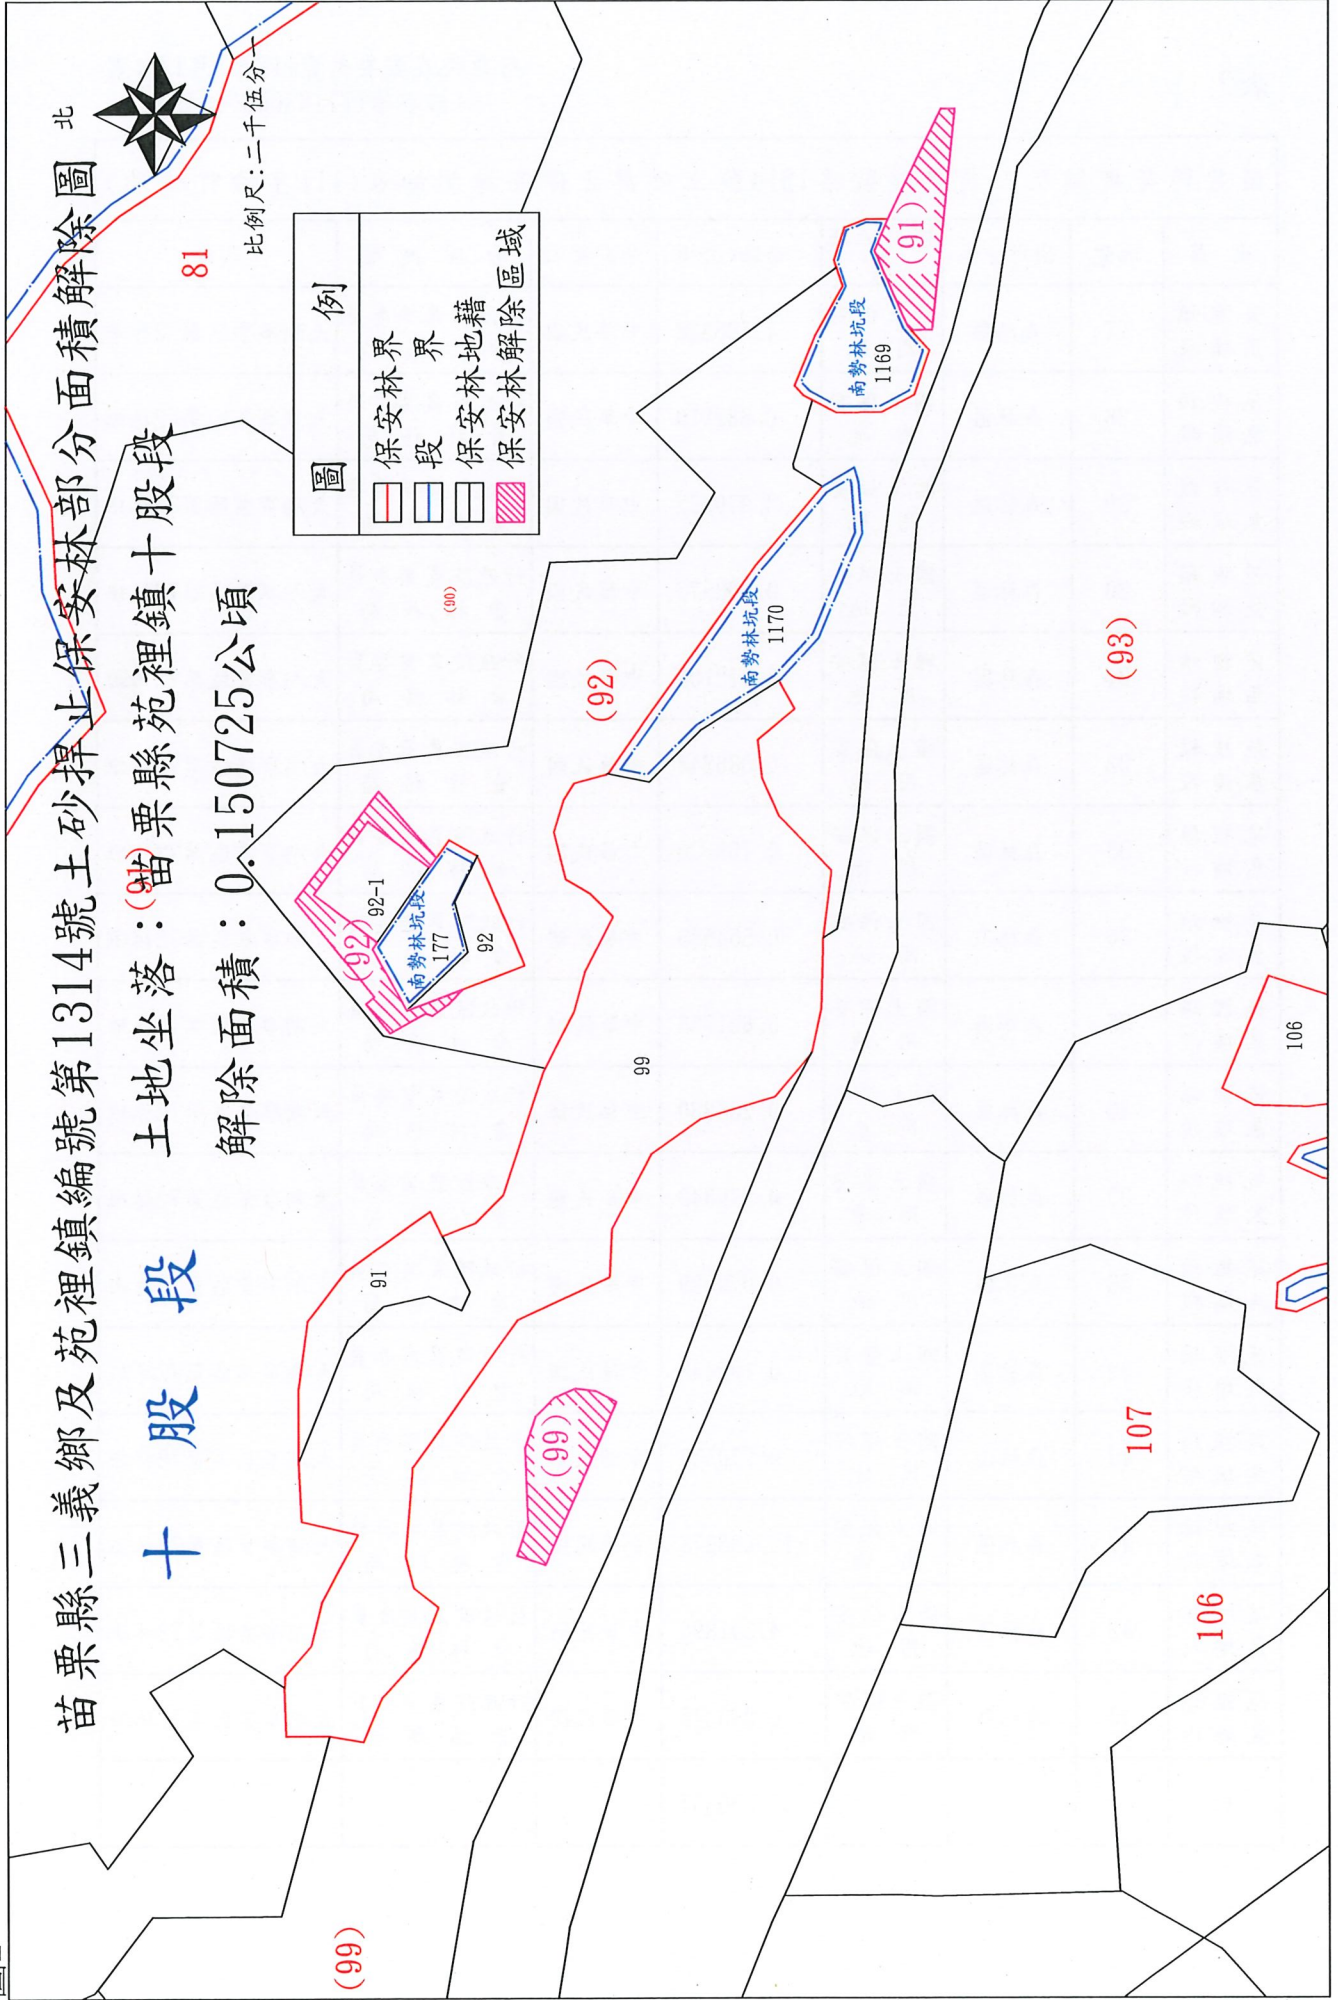 苗栗縣三義鄉及苑裡鎮編號第1314號土砂捍止保安林部分面積解除圖
土地坐落：苗栗縣苑裡鎮十股段
解除面積：0.150725公頃
北
比例尺：二千伍分一
十股段
圖例
保安林界
段界
保安林地藉
保安林解除區域
81
(91)
(90)
(92)
92-1
南勢林坑段
177
92
(92)
南勢林坑段
1169
(91)
南勢林坑段
1170
(93)
99
91
(99)
(99)
106
107
106